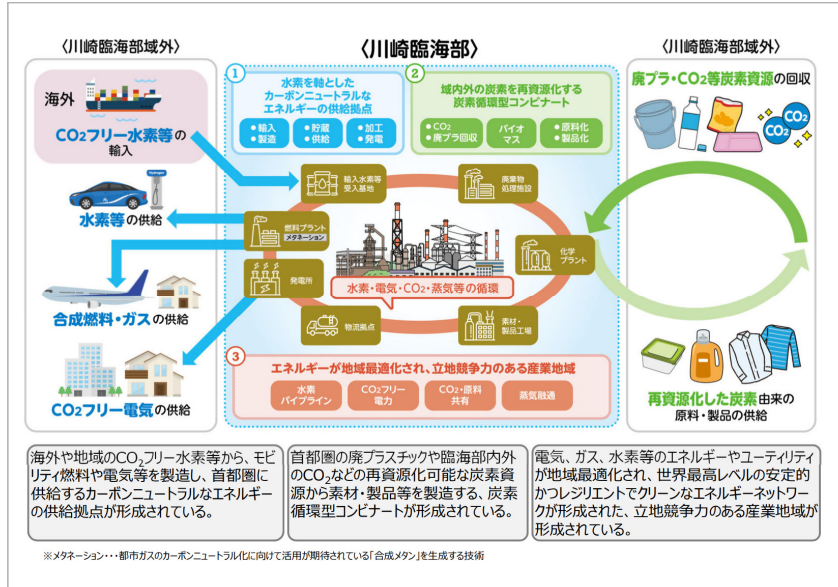 〈川崎臨海部域外〉
海外
CO2フリー水素等の
輸入
Hydrogen
水素等の供給
合成燃料・ガスの供給
CO2フリー電気の供給
〈川崎臨海部〉
1
水素を軸とした
カーボンニュートラルな
エネルギーの供給拠点
●輸入
●製造
●貯蔵
●供給
●加工
●発電
2
域内外の炭素を再資源化する
炭素循環型コンビナート
●CO2
●廃プラ回収
バイオ
マス
●原料化
●製品化
輸入水素等
受入基地
廃棄物
処理施設
燃料プラント
メタネーション
化学
プラント
発電所
水素・電気・CO2・蒸気等の循環
物流拠点
素材・
製品工場
3
エネルギーが地域最適化され、立地競争力のある産業地域
水素
パイプライン
CO2フリー
電力
CO2・原料
共有
蒸気融通
〈川崎臨海部域外〉
廃プラ・CO2等炭素資源の回収
CO2
CO2
再資源化した炭素由来の
原料・製品の供給
海外や地域のCO2フリー水素等から、モビ
リティ燃料や電気等を製造し、首都圏に
供給するカーボンニュートラルなエネルギー
の供給拠点が形成されている。
首都圏の廃プラスチックや臨海部内外
のCO2などの再資源化可能な炭素資
源から素材・製品等を製造する、炭素
循環型コンビナートが形成されている。
電気、ガス、水素等のエネルギーやユーティリティ
が地域最適化され、世界最高レベルの安定的
かつレジリエントでクリーンなエネルギーネットワー
クが形成された、立地競争力のある産業地域が
形成されている。
※メタネーション・・・都市ガスのカーボンニュートラル化に向けて活用が期待されている「合成メタン」を生成する技術